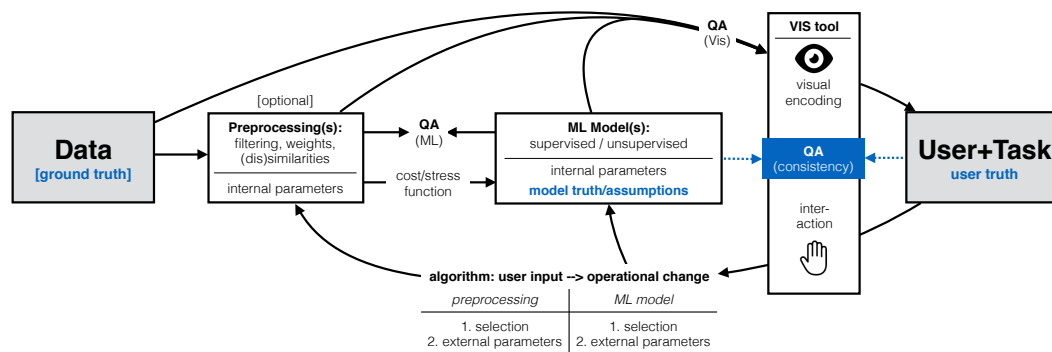 Data
[ground truth]
[optional]
Preprocessing(s):
filtering, weights,
(dis)similarities
internal parameters
QA
(ML)
cost/stress
function
ML Model(s):
supervised / unsupervised
internal parameters
model truth/assumptions
QA
(Vis)
VIS tool
visual
encoding
QA
(consistency)
inter-
action
User+Task
user truth
algorithm: user input --> operational change
preprocessing
1. selection
2. external parameters
ML model
1. selection
2. external parameters